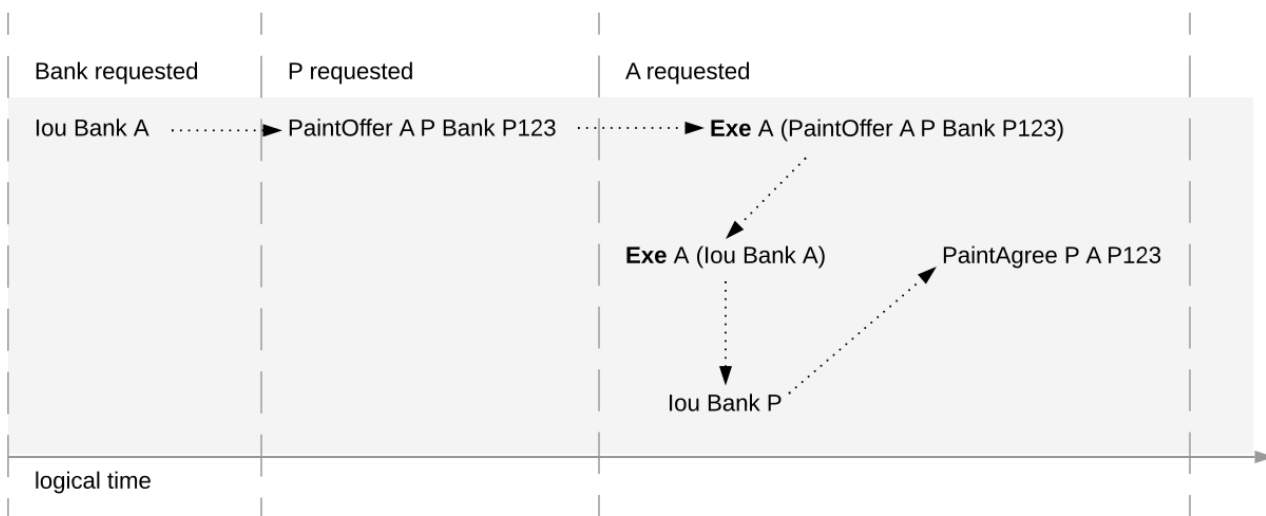 Bank requested
P requested
A requested
Iou Bank A
PaintOffer A P Bank P123
Exe A (PaintOffer A P Bank P123)
Exe A (Iou Bank A)
PaintAgree P A P123
Iou Bank P
logical time